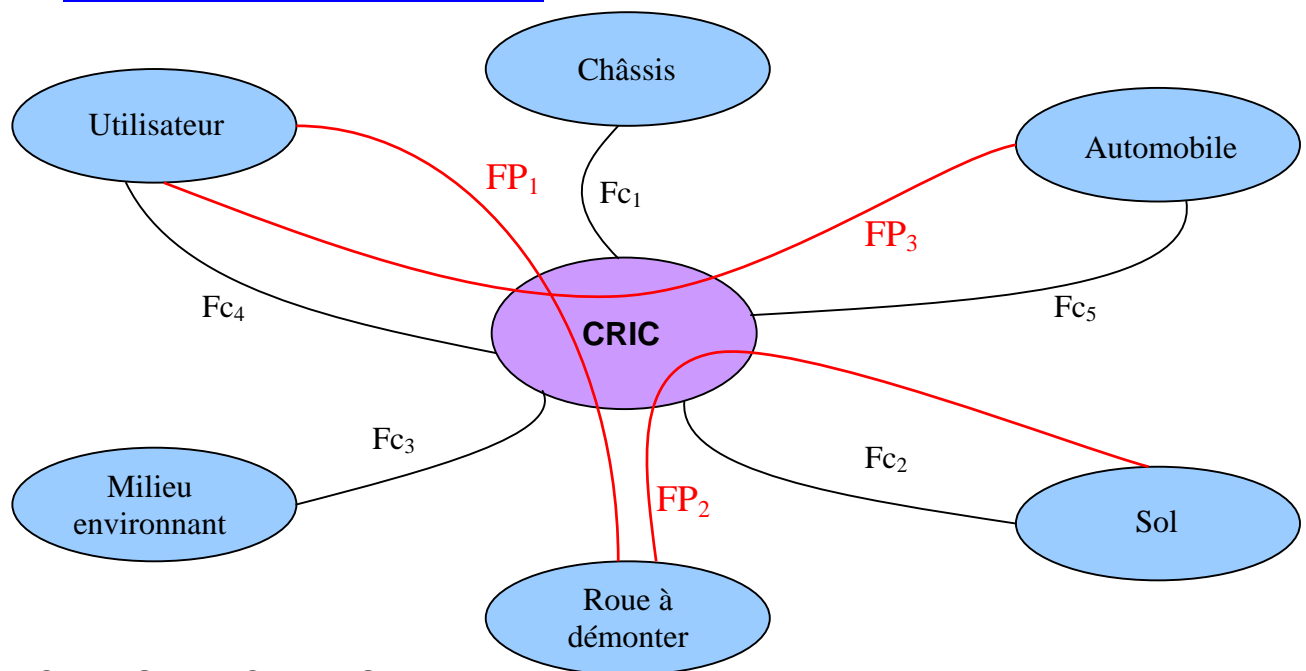 Châssis
Utilisateur
Automobile
FP₁
Fc₁
FP₃
Fc₄
Fc₅
CRIC
Fc₃
Fc₂
Milieu
environnant
FP₂
Sol
Roue à
démonter